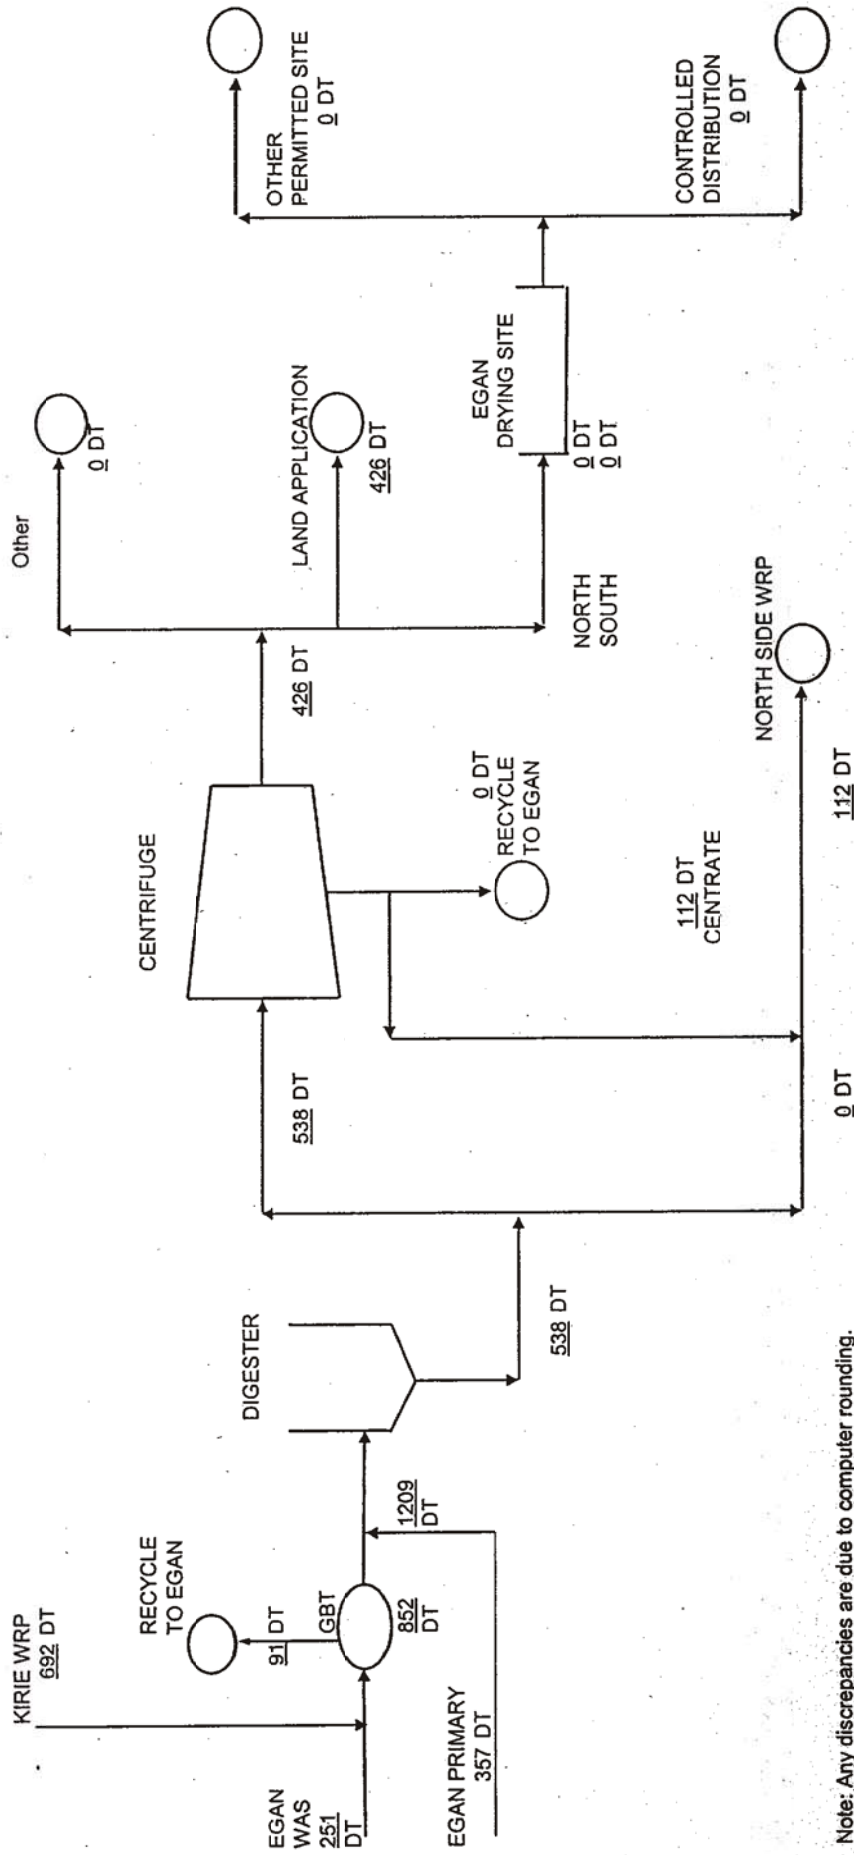 KIRIE WRP
692 DT
RECYCLE
TO EGAN
91 DT
GBT
852
DT
EGAN
WAS
251
DT
EGAN PRIMARY
357 DT
1209
DT
DIGESTER
538 DT
538 DT
CENTRIFUGE
0 DT
RECYCLE
TO EGAN
112 DT
CENTRATE
0 DT
112 DT
NORTH SIDE WRP
426 DT
Other
0 DT
LAND APPLICATION
426 DT
NORTH
SOUTH
0 DT
0 DT
EGAN
DRYING SITE
OTHER
PERMITTED SITE
0 DT
CONTROLLED
DISTRIBUTION
0 DT
Note: Any discrepancies are due to computer rounding.